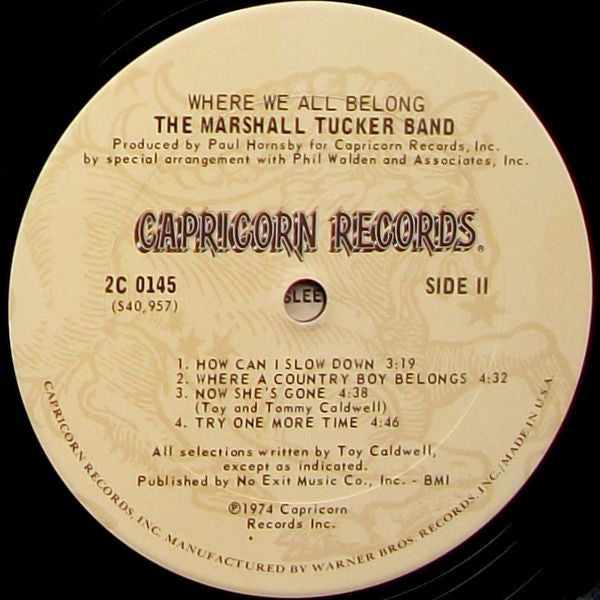 WHERE WE ALL BELONG
THE MARSHALL TUCKER BAND
Produced by Paul Hornsby for Capricorn Records, Inc.
by special arrangement with Phil Walden and Associates, Inc.
CAPRICORN RECORDS®
2C 0145
(S40,957)
SIDE II
SLEE
1. HOW CAN I SLOW DOWN 3:19
2. WHERE A COUNTRY BOY BELONGS 4:32
3. NOW SHE'S GONE 4:38
(Toy and Tommy Caldwell)
4. TRY ONE MORE TIME 4:46
All selections written by Toy Caldwell,
except as indicated.
Published by No Exit Music Co., Inc. - BMI
℗1974 Capricorn
Records Inc.
CAPRICORN RECORDS, INC. MANUFACTURED BY WARNER BROS. RECORDS, INC./MADE IN U.S.A.